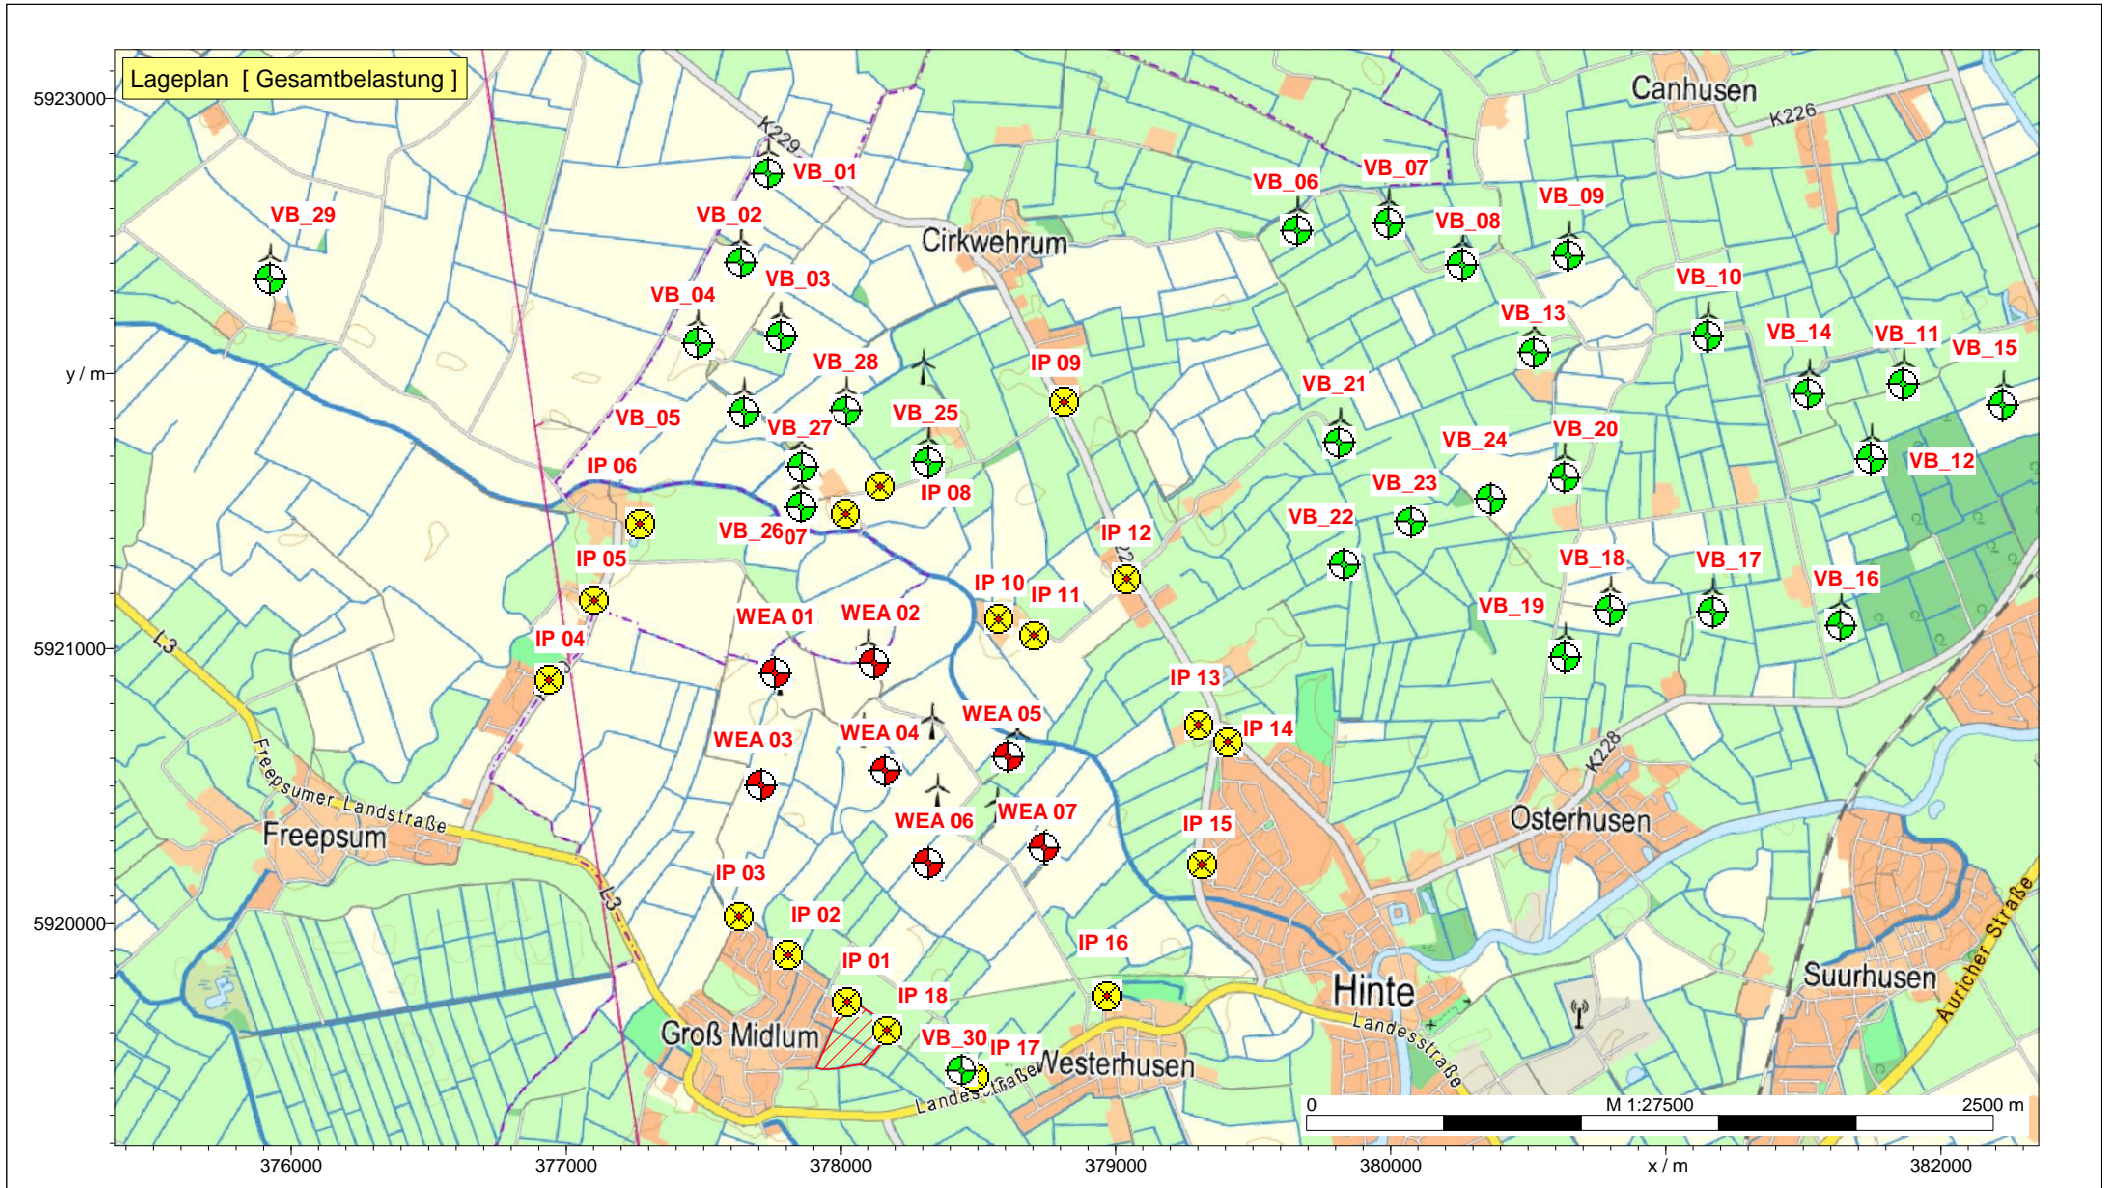 Lageplan [ Gesamtbelastung ]
5923000
y / m
5921000
5920000
376000
377000
378000
379000
380000
x / m
382000
Canhusen
K226
K229
VB_01
VB_07
VB_06
VB_29
VB_02
VB_08
VB_09
Cirkwehrum
VB_04
VB_03
VB_10
VB_13
VB_14
VB_11
VB_15
VB_28
IP 09
VB_21
VB_05
VB_27
VB_25
VB_24
VB_20
VB_12
IP 06
IP 08
VB_23
VB_22
VB_26
07
IP 12
22
IP 05
IP 10
IP 11
VB_18
VB_17
VB_16
VB_19
WEA 01
WEA 02
L3
IP 04
IP 13
WEA 05
IP 14
WEA 03
WEA 04
K228
Freepsumer Landstraße
Freepsum
WEA 06
WEA 07
IP 15
Osterhusen
L3
IP 03
IP 02
IP 01
IP 16
IP 18
Hinte
Suurhusen
Auricher Straße
Groß Midlum
VB_30
IP 17
Westerhusen
Landesstraße
Landesstraße
0
M 1:27500
2500 m